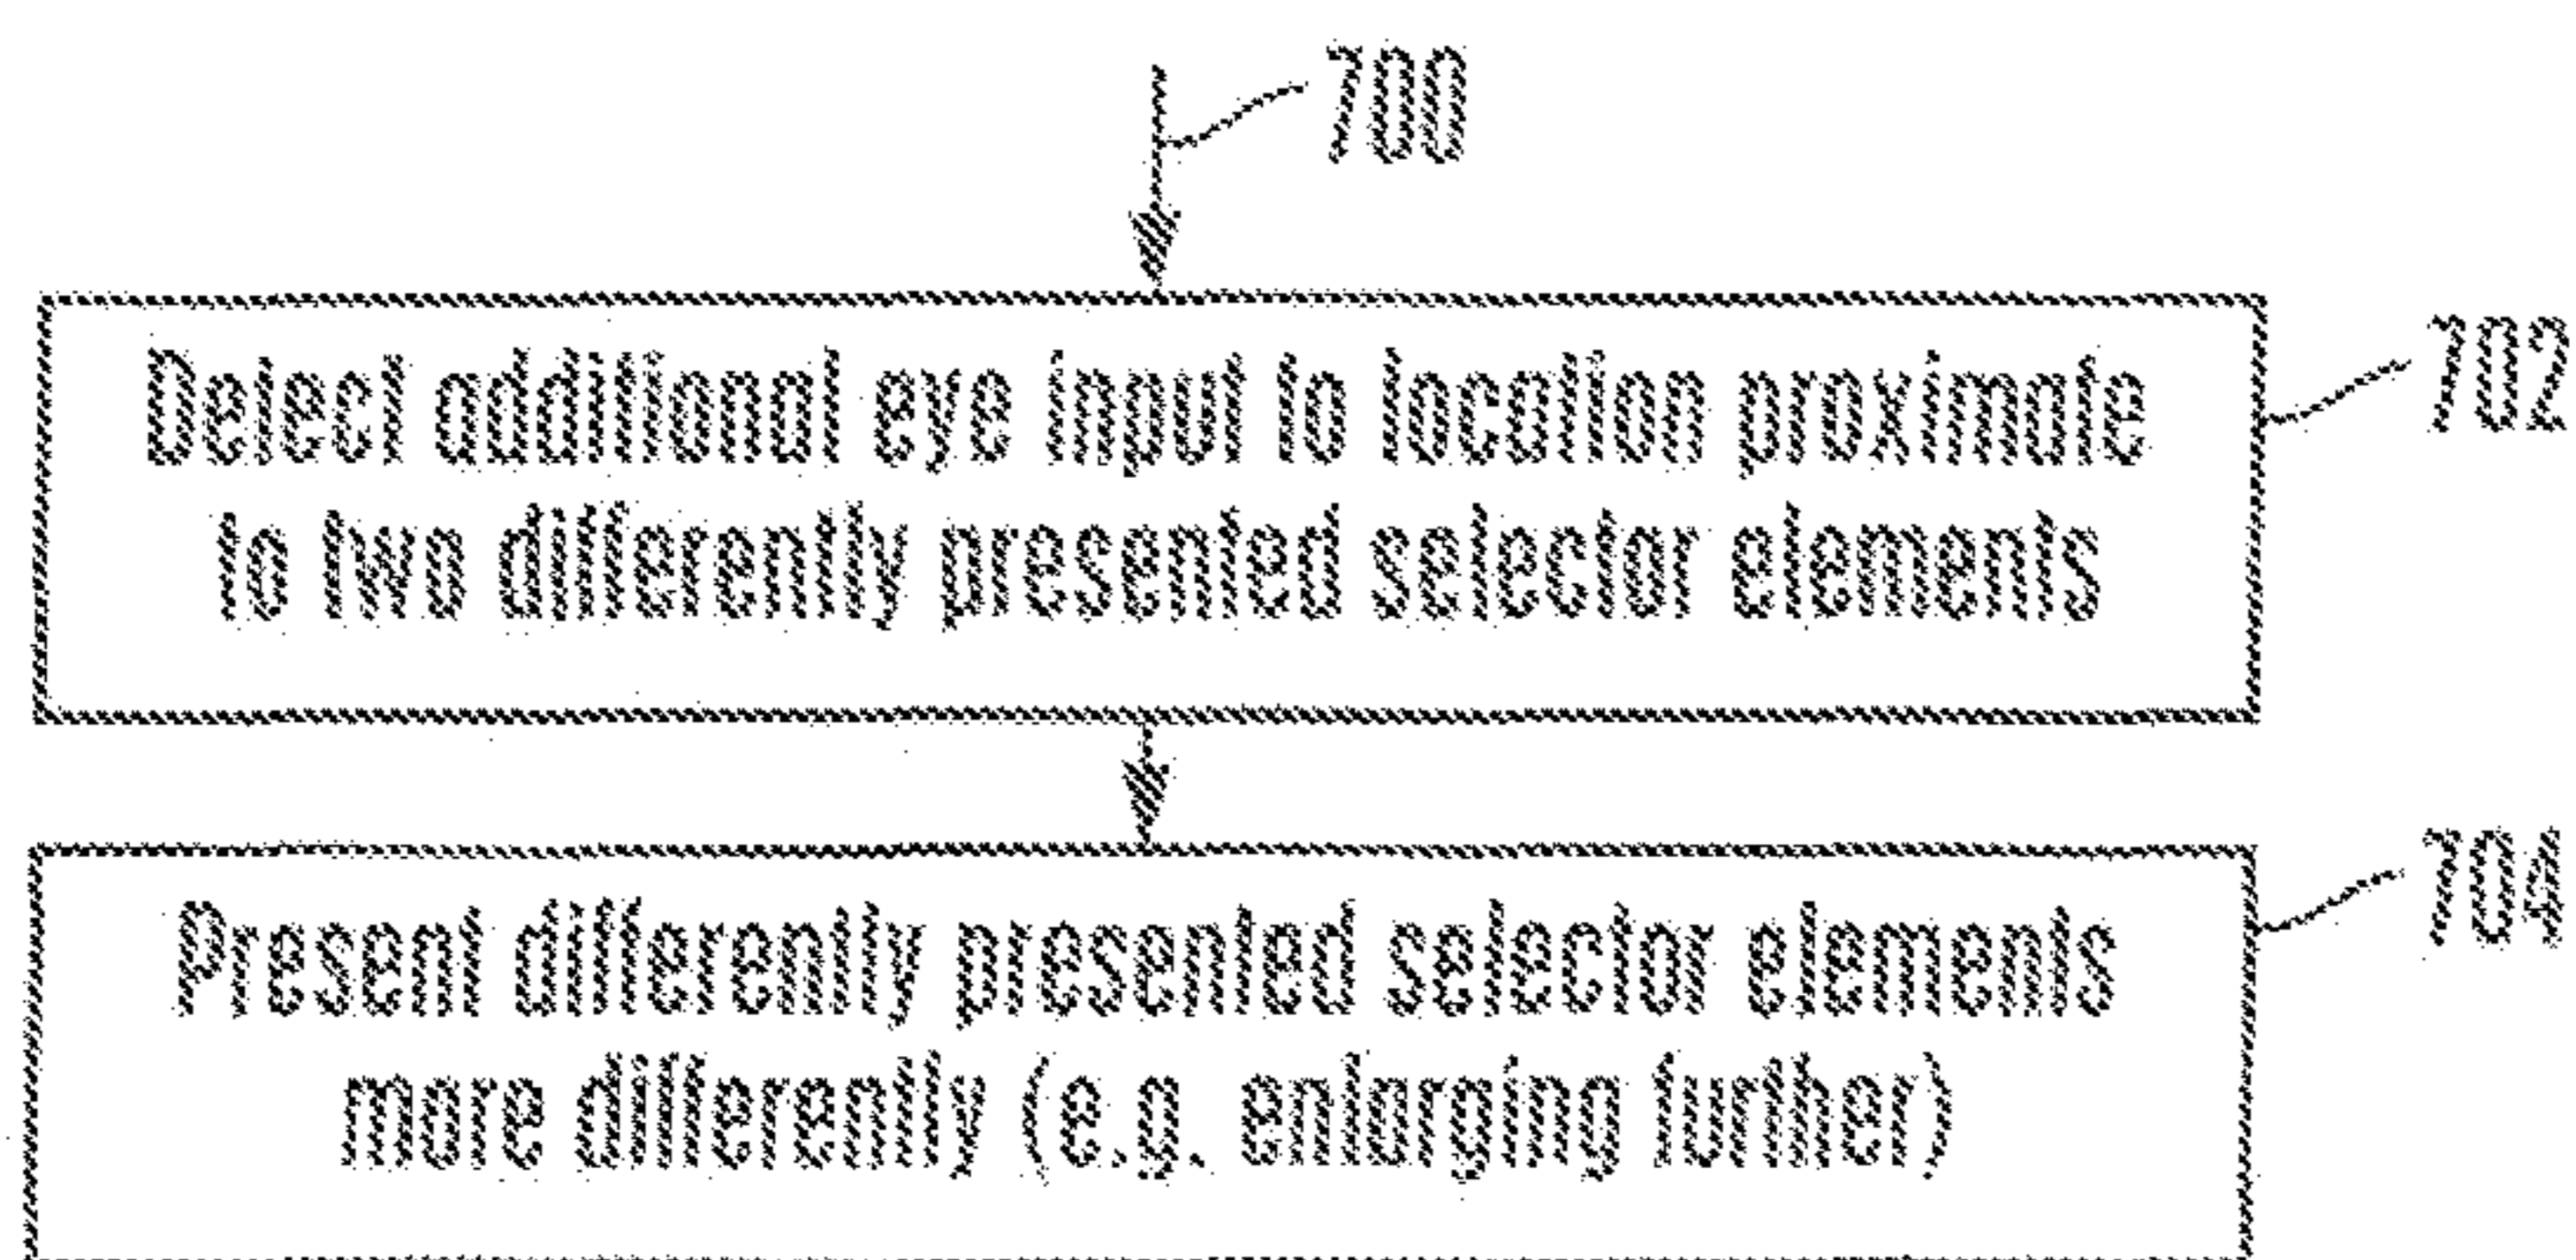 700
Detect additional eye input to location proximate
702
to two differently presented selector elements
Present differently presented selector elements
704
more differently (e.g. enlarging further)